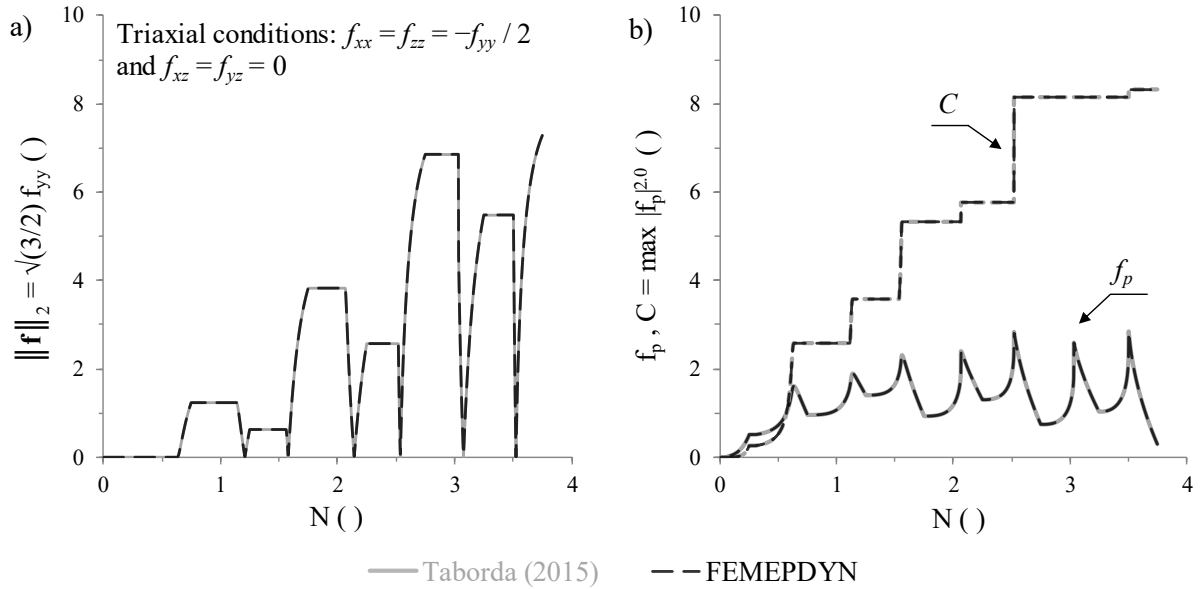 a)
Triaxial conditions: f_xx = f_zz = −f_yy / 2
and f_xz = f_yz = 0
‖f‖₂ = √(3/2) f_yy ( )
10
8
6
4
2
0
0 1 2 3 4
N ( )
b)
f_p , C = max |f_p|^2.0 ( )
10
8
6
4
2
0
C
f_p
0 1 2 3 4
N ( )
Taborda (2015) FEMEPDYN